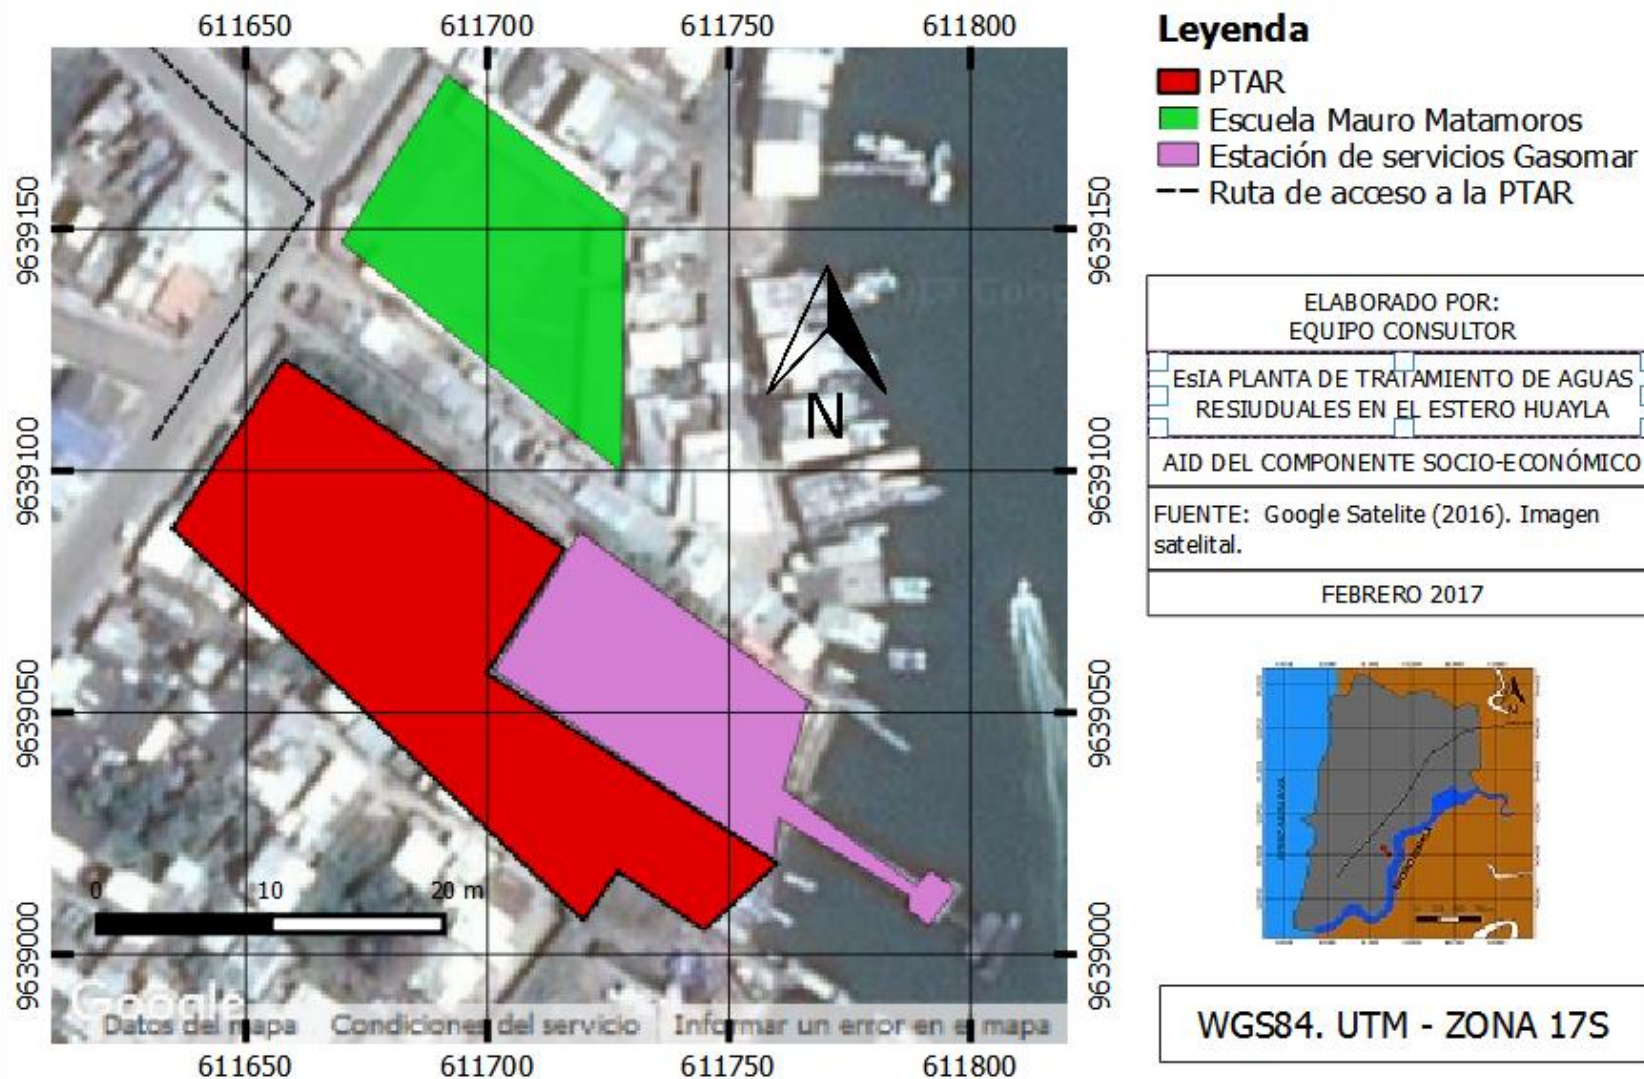 611650 611700 611750 611800
9639150 9639150
9639100 9639100
9639050 9639050
9639000 9639000
N
0 10 20 m
Google
Datos del mapa Condiciones del servicio Informar un error en el mapa
611650 611700 611750 611800
Leyenda
PTAR
Escuela Mauro Matamoros
Estación de servicios Gasomar
Ruta de acceso a la PTAR
ELABORADO POR:
EQUIPO CONSULTOR
EsIA PLANTA DE TRATAMIENTO DE AGUAS
RESIUDUALES EN EL ESTERO HUAYLA
AID DEL COMPONENTE SOCIO-ECONÓMICO
FUENTE: Google Satelite (2016). Imagen
satelital.
FEBRERO 2017
WGS84. UTM - ZONA 17S